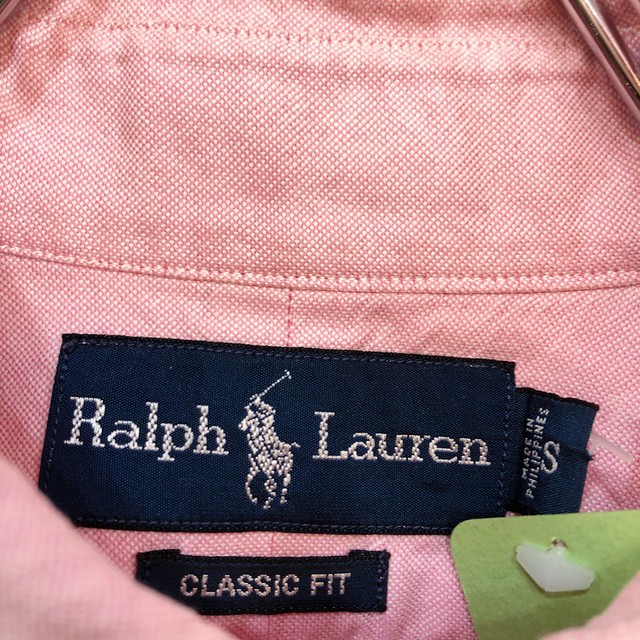 Ralph Lauren
S
MADE IN
PHILIPPINES
CLASSIC FIT